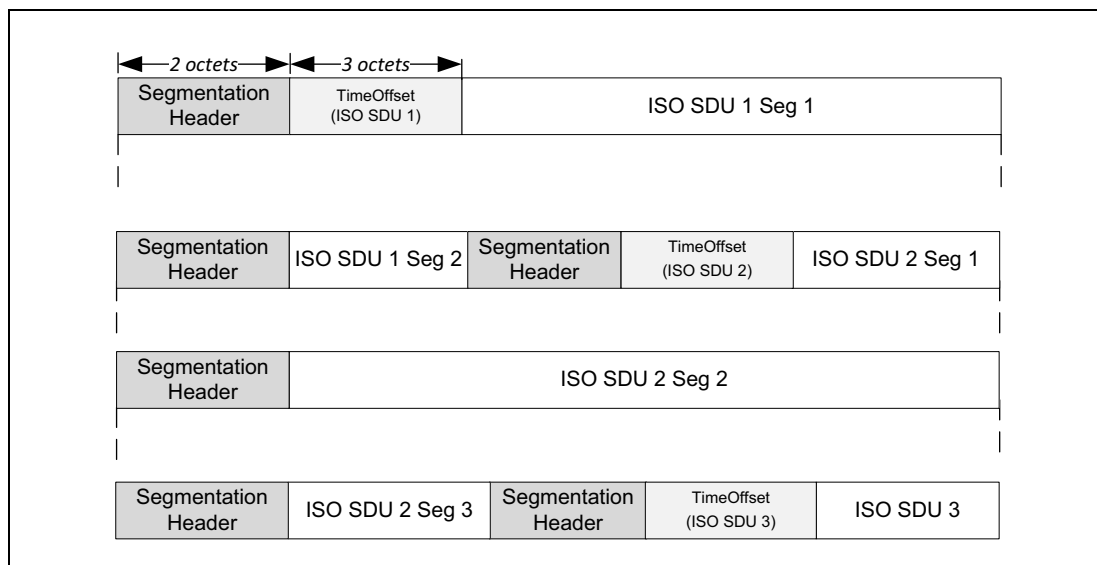 2 octets 3 octets
Segmentation
Header
TimeOffset
(ISO SDU 1)
ISO SDU 1 Seg 1
Segmentation
Header
ISO SDU 1 Seg 2
Segmentation
Header
TimeOffset
(ISO SDU 2)
ISO SDU 2 Seg 1
Segmentation
Header
ISO SDU 2 Seg 2
Segmentation
Header
ISO SDU 2 Seg 3
Segmentation
Header
TimeOffset
(ISO SDU 3)
ISO SDU 3